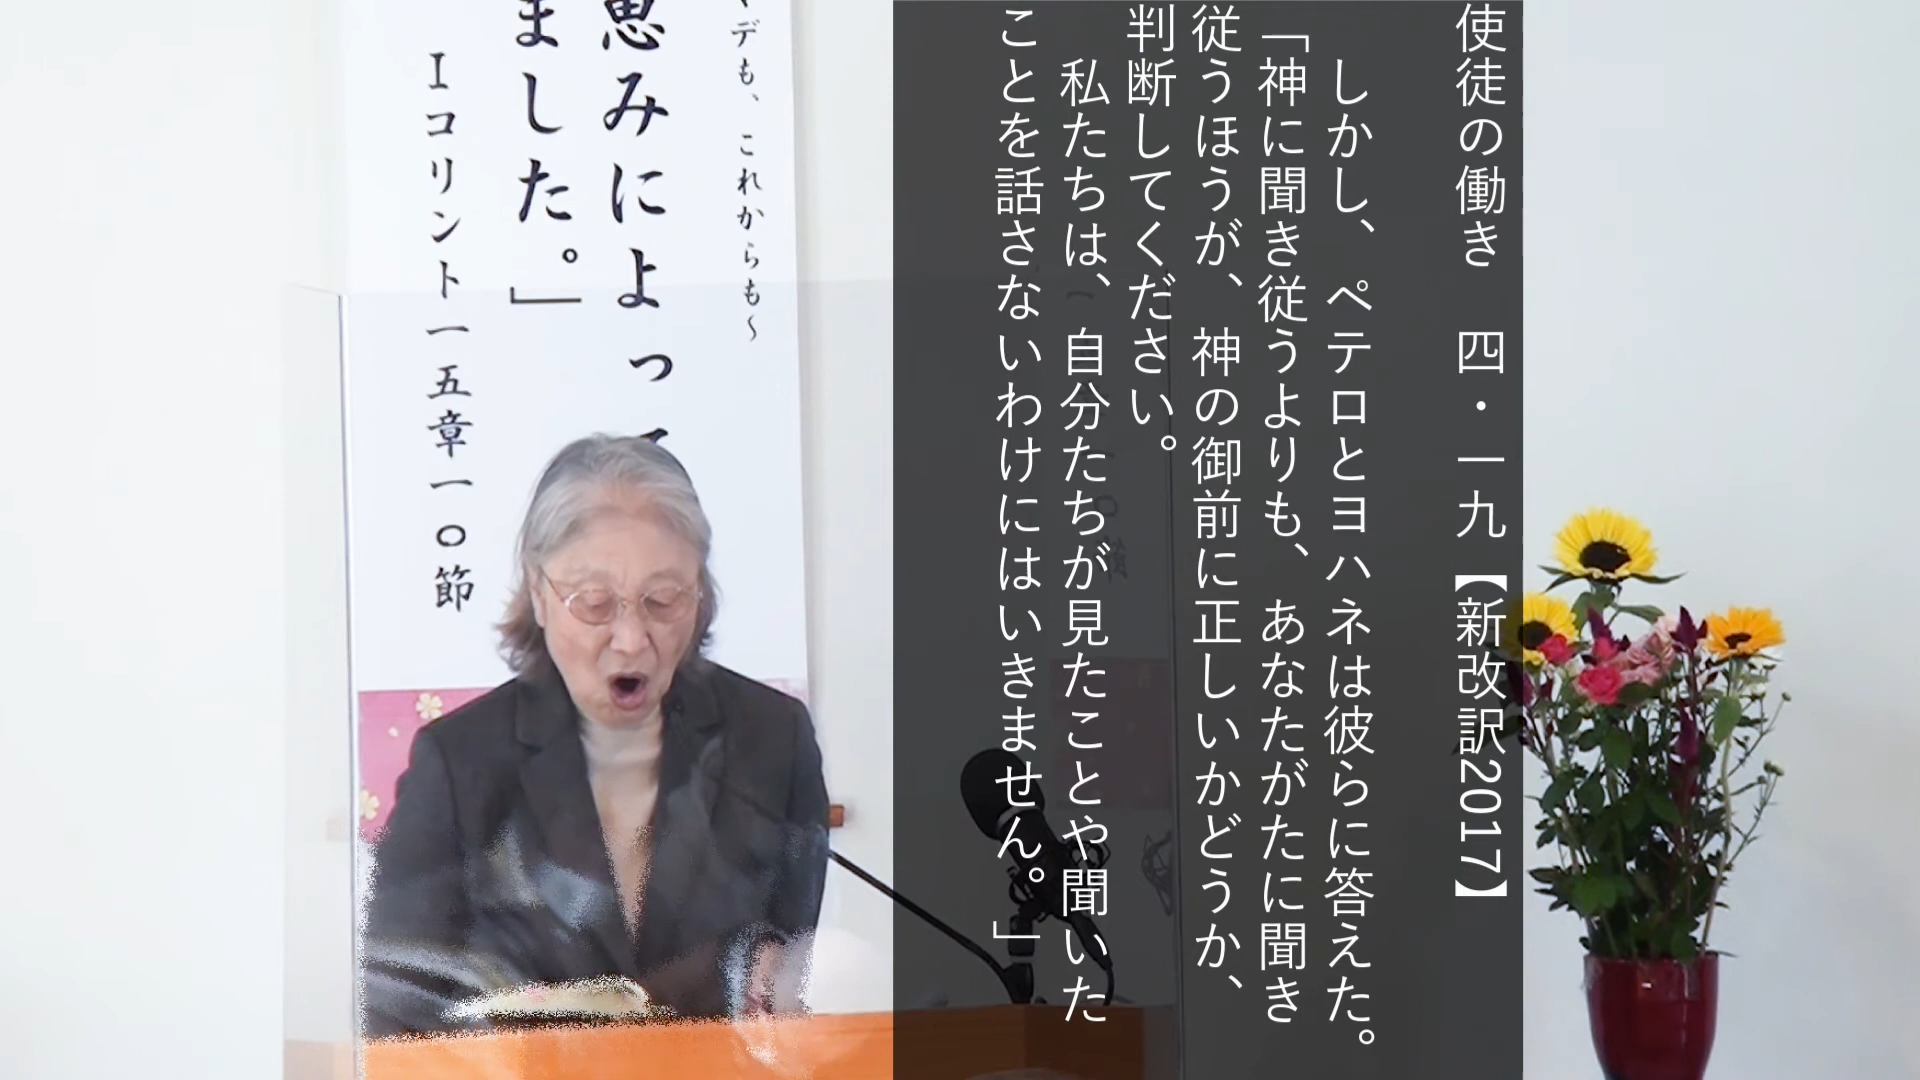 使徒の働き　四・一九【新改訳2017】
しかし、ペテロとヨハネは彼らに答えた。
「神に聞き従うよりも、あなたがたに聞き
従うほうが、神の御前に正しいかどうか、
判断してください。
私たちは、自分たちが見たことや聞いた
ことを話さないわけにはいきません。」
デも、これからも〜
恵みによって
ました。」
Ⅰコリント一五章一〇節